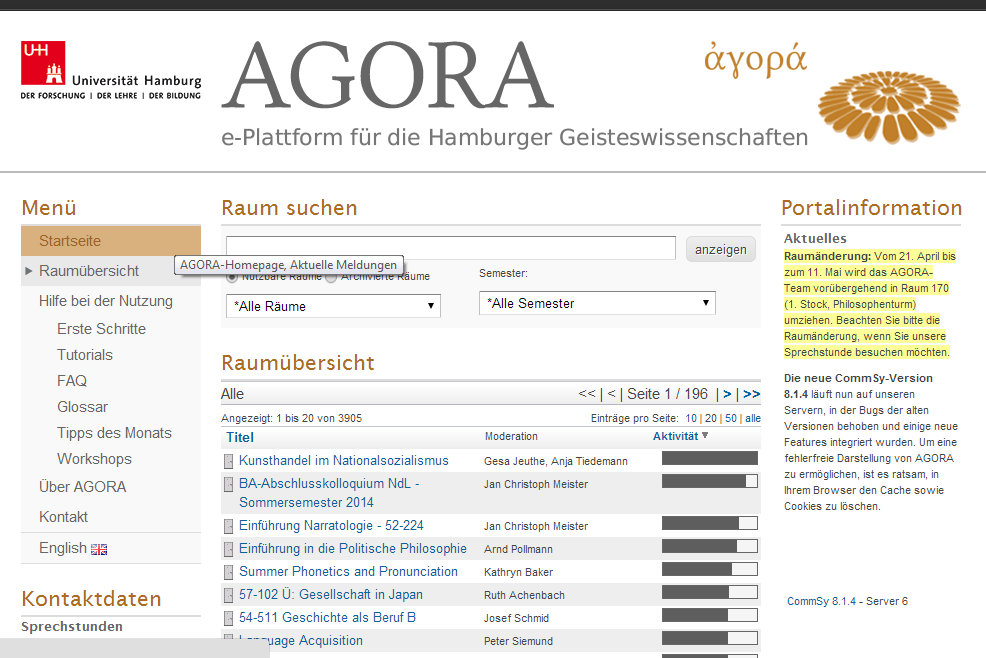 UHH
Universität Hamburg
DER FORSCHUNG | DER LEHRE | DER BILDUNG
AGORA
ἀγορά
e-Plattform für die Hamburger Geisteswissenschaften
Menü
Startseite
Raumübersicht
Hilfe bei der Nutzung
Erste Schritte
Tutorials
FAQ
Glossar
Tipps des Monats
Workshops
Über AGORA
Kontakt
English
Kontaktdaten
Sprechstunden
Raum suchen
anzeigen
AGORA-Homepage, Aktuelle Meldungen
Nutzbare Räume Archivierte Räume
Semester:
*Alle Räume
*Alle Semester
Raumübersicht
Alle << | < | Seite 1 / 196 | > | >>
Angezeigt: 1 bis 20 von 3905 Einträge pro Seite: 10 | 20 | 50 | alle
Titel Moderation Aktivität
Kunsthandel im Nationalsozialismus Gesa Jeuthe, Anja Tiedemann
BA-Abschlusskolloquium NdL - Jan Christoph Meister
Sommersemester 2014
Einführung Narratologie - 52-224 Jan Christoph Meister
Einführung in die Politische Philosophie Arnd Pollmann
Summer Phonetics and Pronunciation Kathryn Baker
57-102 Ü: Gesellschaft in Japan Ruth Achenbach
54-511 Geschichte als Beruf B Josef Schmid
Language Acquisition Peter Siemund
Portalinformation
Aktuelles
Raumänderung: Vom 21. April bis
zum 11. Mai wird das AGORA-
Team vorübergehend in Raum 170
(1. Stock, Philosophenturm)
umziehen. Beachten Sie bitte die
Raumänderung, wenn Sie unsere
Sprechstunde besuchen möchten.
Die neue CommSy-Version
8.1.4 läuft nun auf unseren
Servern, in der Bugs der alten
Versionen behoben und einige neue
Features integriert wurden. Um eine
fehlerfreie Darstellung von AGORA
zu ermöglichen, ist es ratsam, in
Ihrem Browser den Cache sowie
Cookies zu löschen.
CommSy 8.1.4 - Server 6